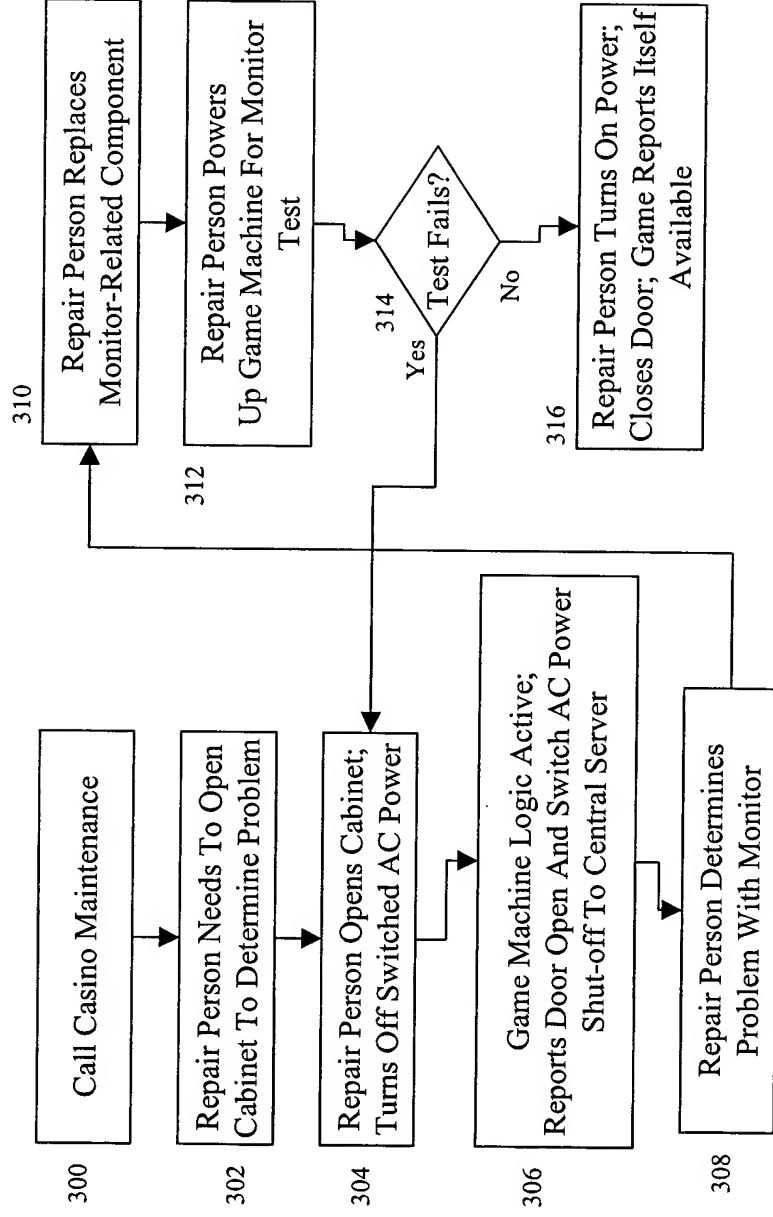 300
Call Casino Maintenance
302
Repair Person Needs To Open
Cabinet To Determine Problem
304
Repair Person Opens Cabinet;
Turns Off Switched AC Power
306
Game Machine Logic Active;
Reports Door Open And Switch AC Power
Shut-off To Central Server
308
Repair Person Determines
Problem With Monitor
310
Repair Person Replaces
Monitor-Related Component
312
Repair Person Powers
Up Game Machine For Monitor
Test
314
Test Fails?
Yes
No
316
Repair Person Turns On Power;
Closes Door; Game Reports Itself
Available